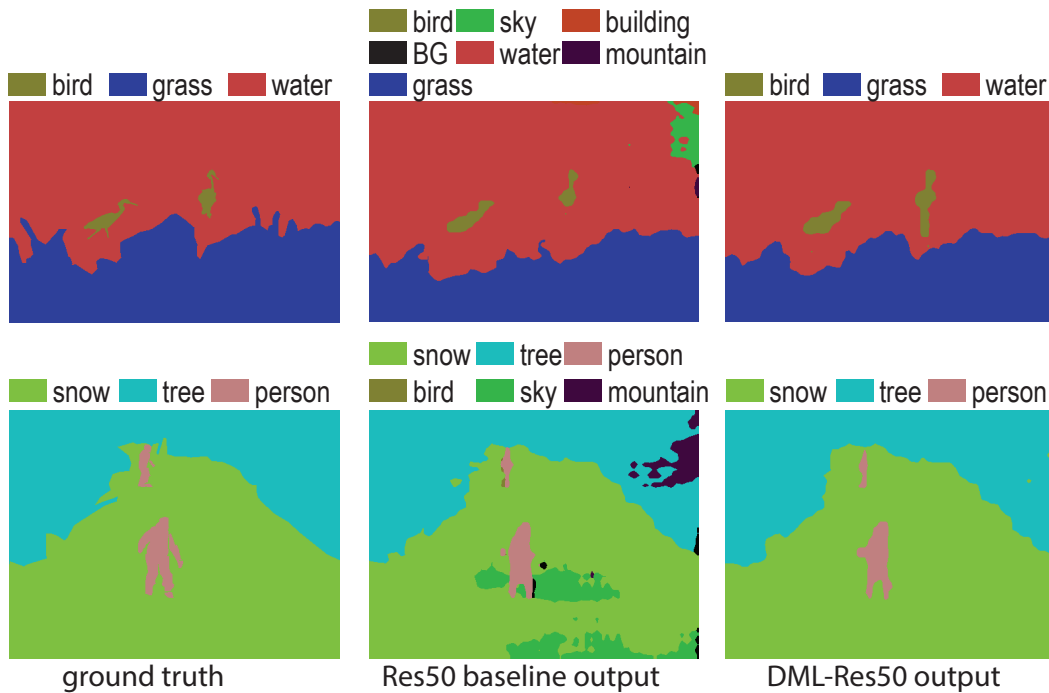 bird sky building
BG water mountain
bird grass water
grass
bird grass water
snow tree person
snow tree person
bird sky mountain
snow tree person
ground truth
Res50 baseline output
DML-Res50 output